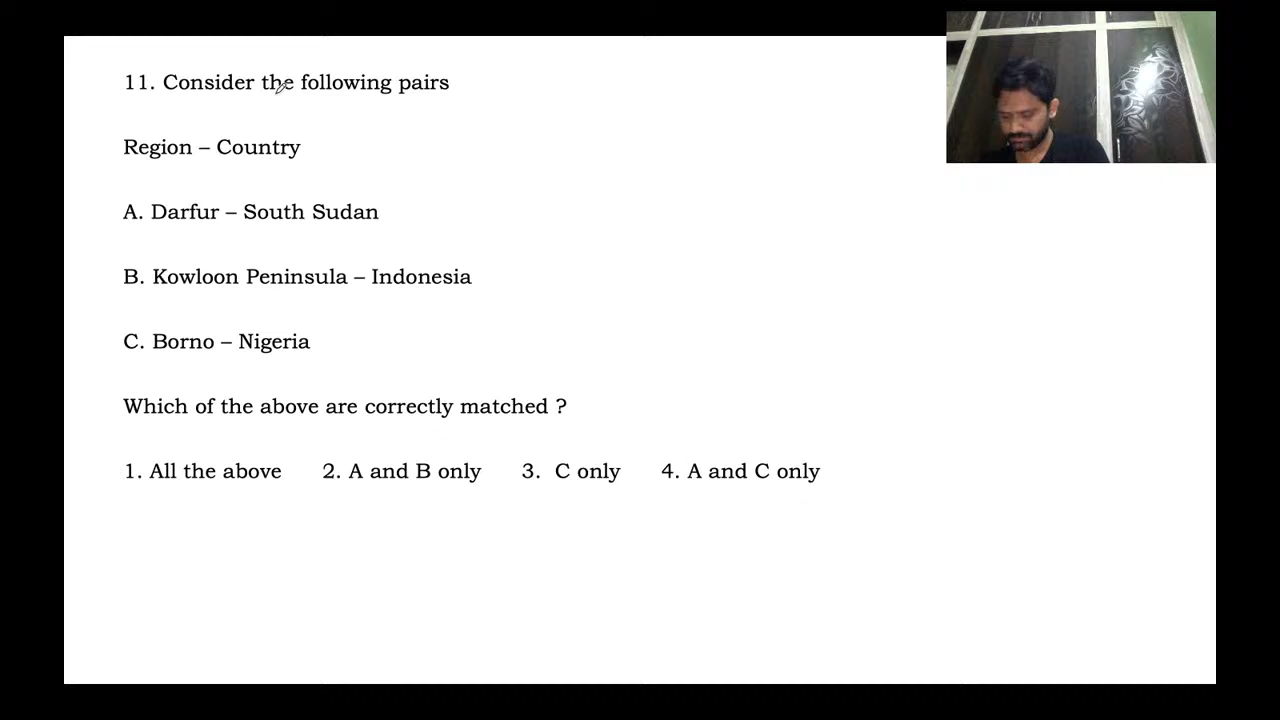 11. Consider the following pairs
Region – Country
A. Darfur – South Sudan
B. Kowloon Peninsula – Indonesia
C. Borno – Nigeria
Which of the above are correctly matched ?
1. All the above 2. A and B only 3. C only 4. A and C only